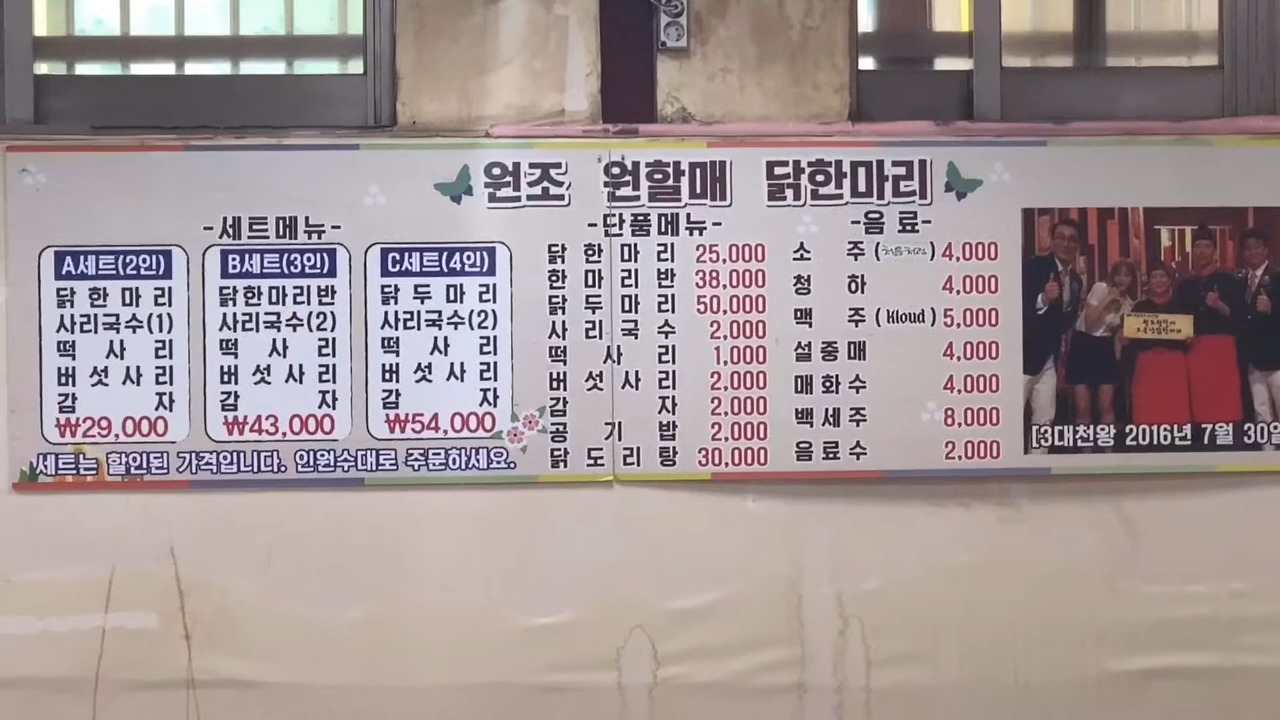 원조 원할매 닭한마리
-세트메뉴-
A세트(2인)
닭한마리
사리국수(1)
떡사리
버섯사리
감자
₩29,000
B세트(3인)
닭한마리반
사리국수(2)
떡사리
버섯사리
감자
₩43,000
C세트(4인)
닭두마리
사리국수(2)
떡사리
버섯사리
감자
₩54,000
세트는 할인된 가격입니다. 인원수대로 주문하세요.
-단품메뉴-
닭한마리 25,000
한마리반 38,000
닭두마리 50,000
사리국수 2,000
떡사리 1,000
버섯사리 2,000
감자 2,000
공기밥 2,000
닭도리탕 30,000
-음료-
소주(처음처럼) 4,000
청하 4,000
맥주(Kloud) 5,000
설중매 4,000
매화수 4,000
백세주 8,000
음료수 2,000
[3대천왕 2016년 7월 30일